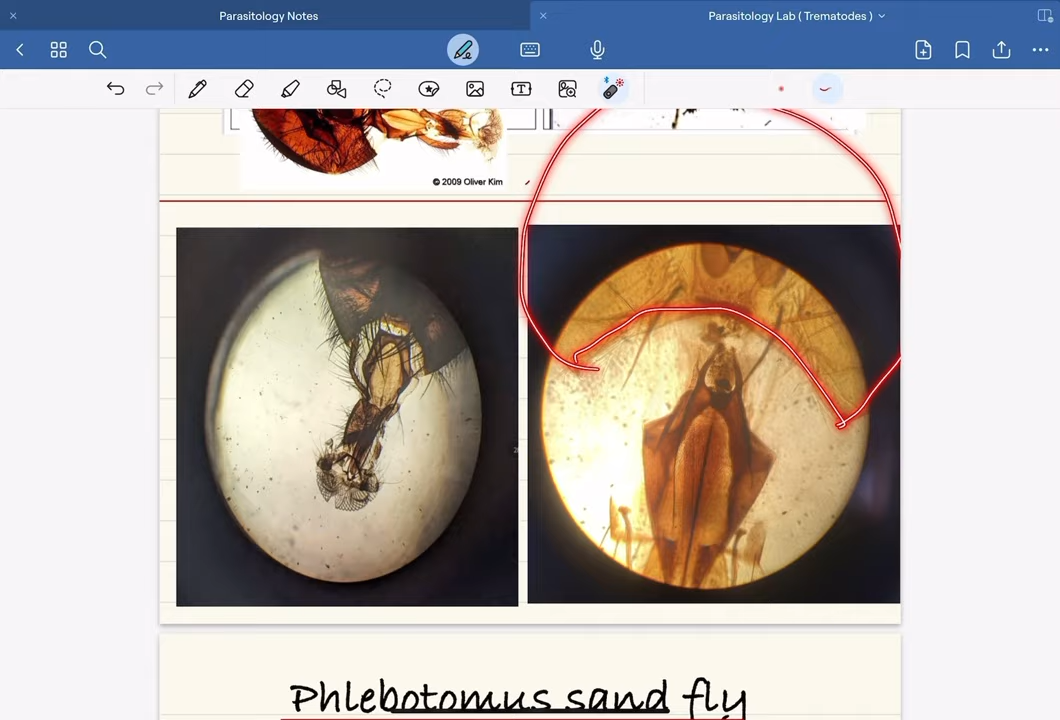 Parasitology Notes
Parasitology Lab ( Trematodes )
© 2009 Oliver Kim
Phlebotomus sand fly